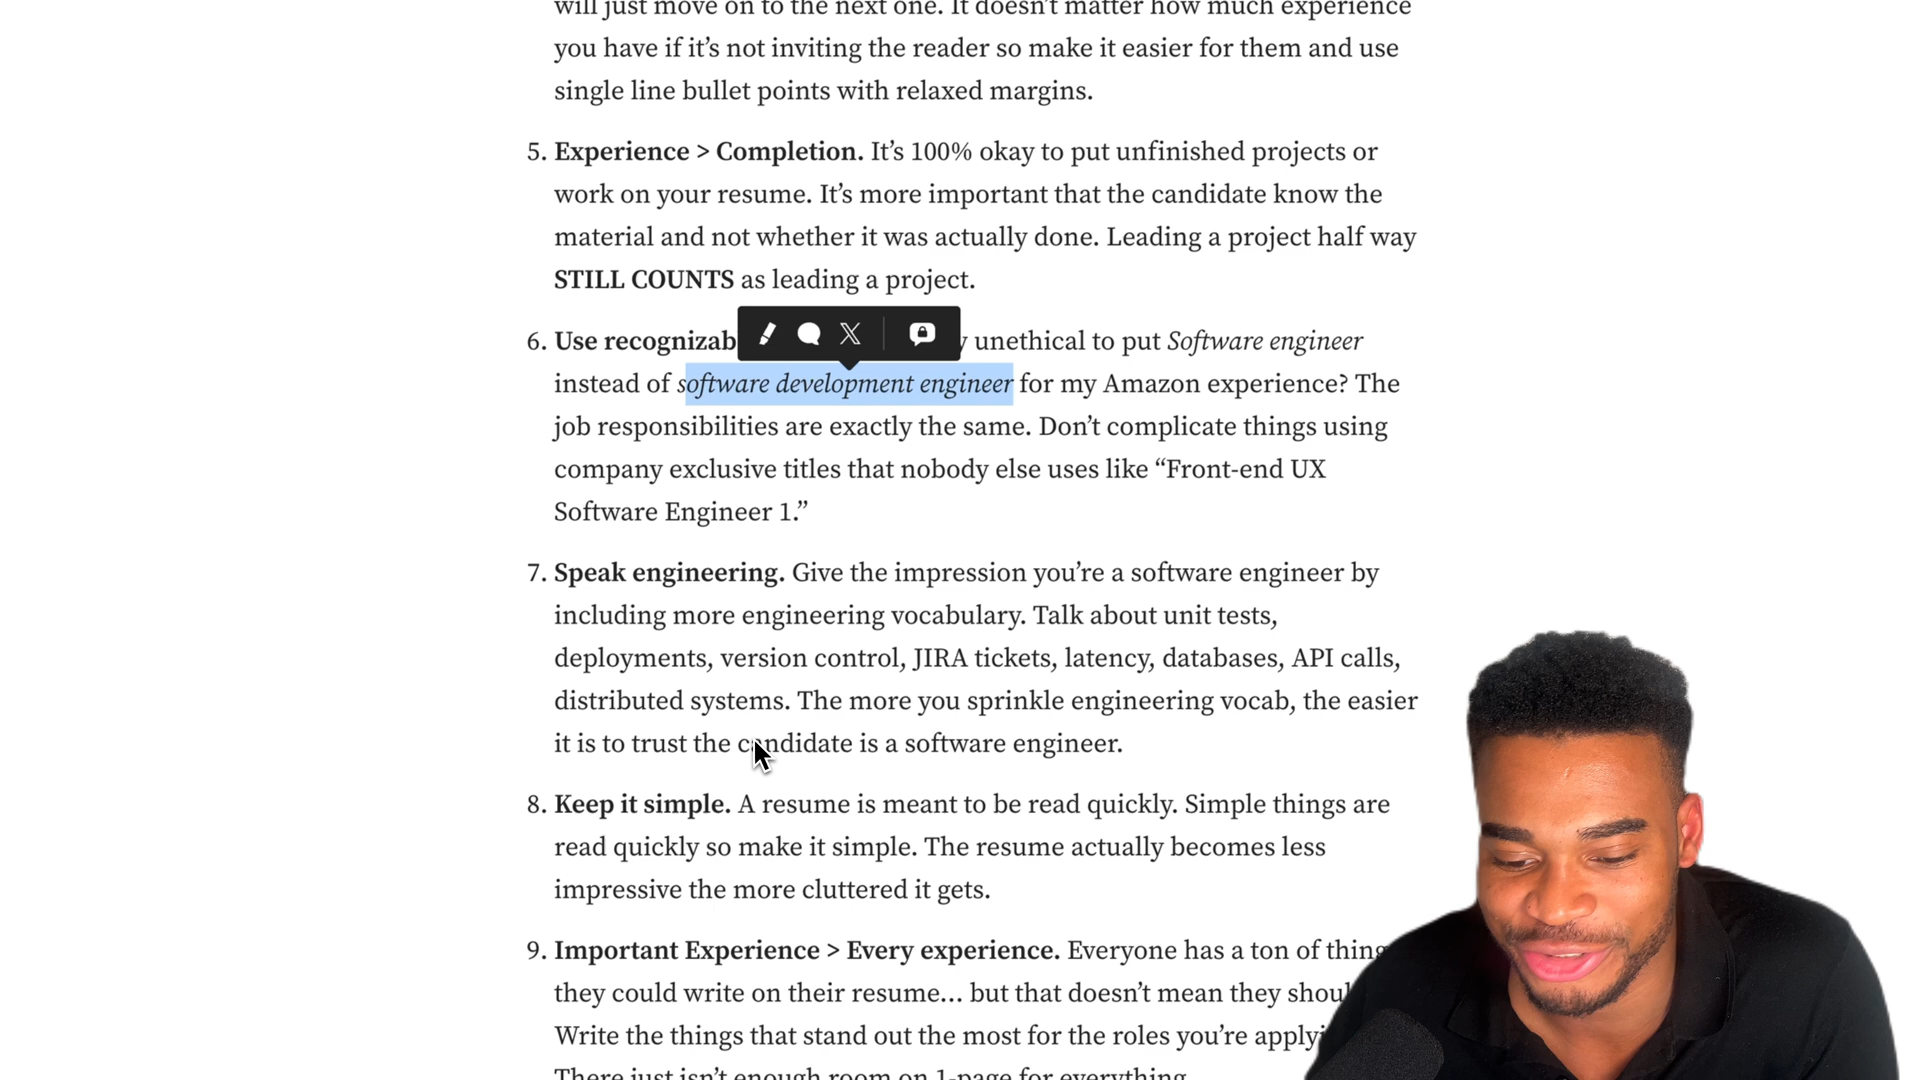 will just move on to the next one. It doesn't matter how much experience
you have if it's not inviting the reader so make it easier for them and use
single line bullet points with relaxed margins.
5. Experience > Completion. It's 100% okay to put unfinished projects or
work on your resume. It's more important that the candidate know the
material and not whether it was actually done. Leading a project half way
STILL COUNTS as leading a project.
6. Use recognizab unethical to put Software engineer
instead of software development engineer for my Amazon experience? The
job responsibilities are exactly the same. Don't complicate things using
company exclusive titles that nobody else uses like “Front-end UX
Software Engineer 1.”
7. Speak engineering. Give the impression you're a software engineer by
including more engineering vocabulary. Talk about unit tests,
deployments, version control, JIRA tickets, latency, databases, API calls,
distributed systems. The more you sprinkle engineering vocab, the easier
it is to trust the candidate is a software engineer.
8. Keep it simple. A resume is meant to be read quickly. Simple things are
read quickly so make it simple. The resume actually becomes less
impressive the more cluttered it gets.
9. Important Experience > Every experience. Everyone has a ton of thing
they could write on their resume… but that doesn't mean they shoul
Write the things that stand out the most for the roles you're applyi
There just isn't enough room on 1-page for everything.